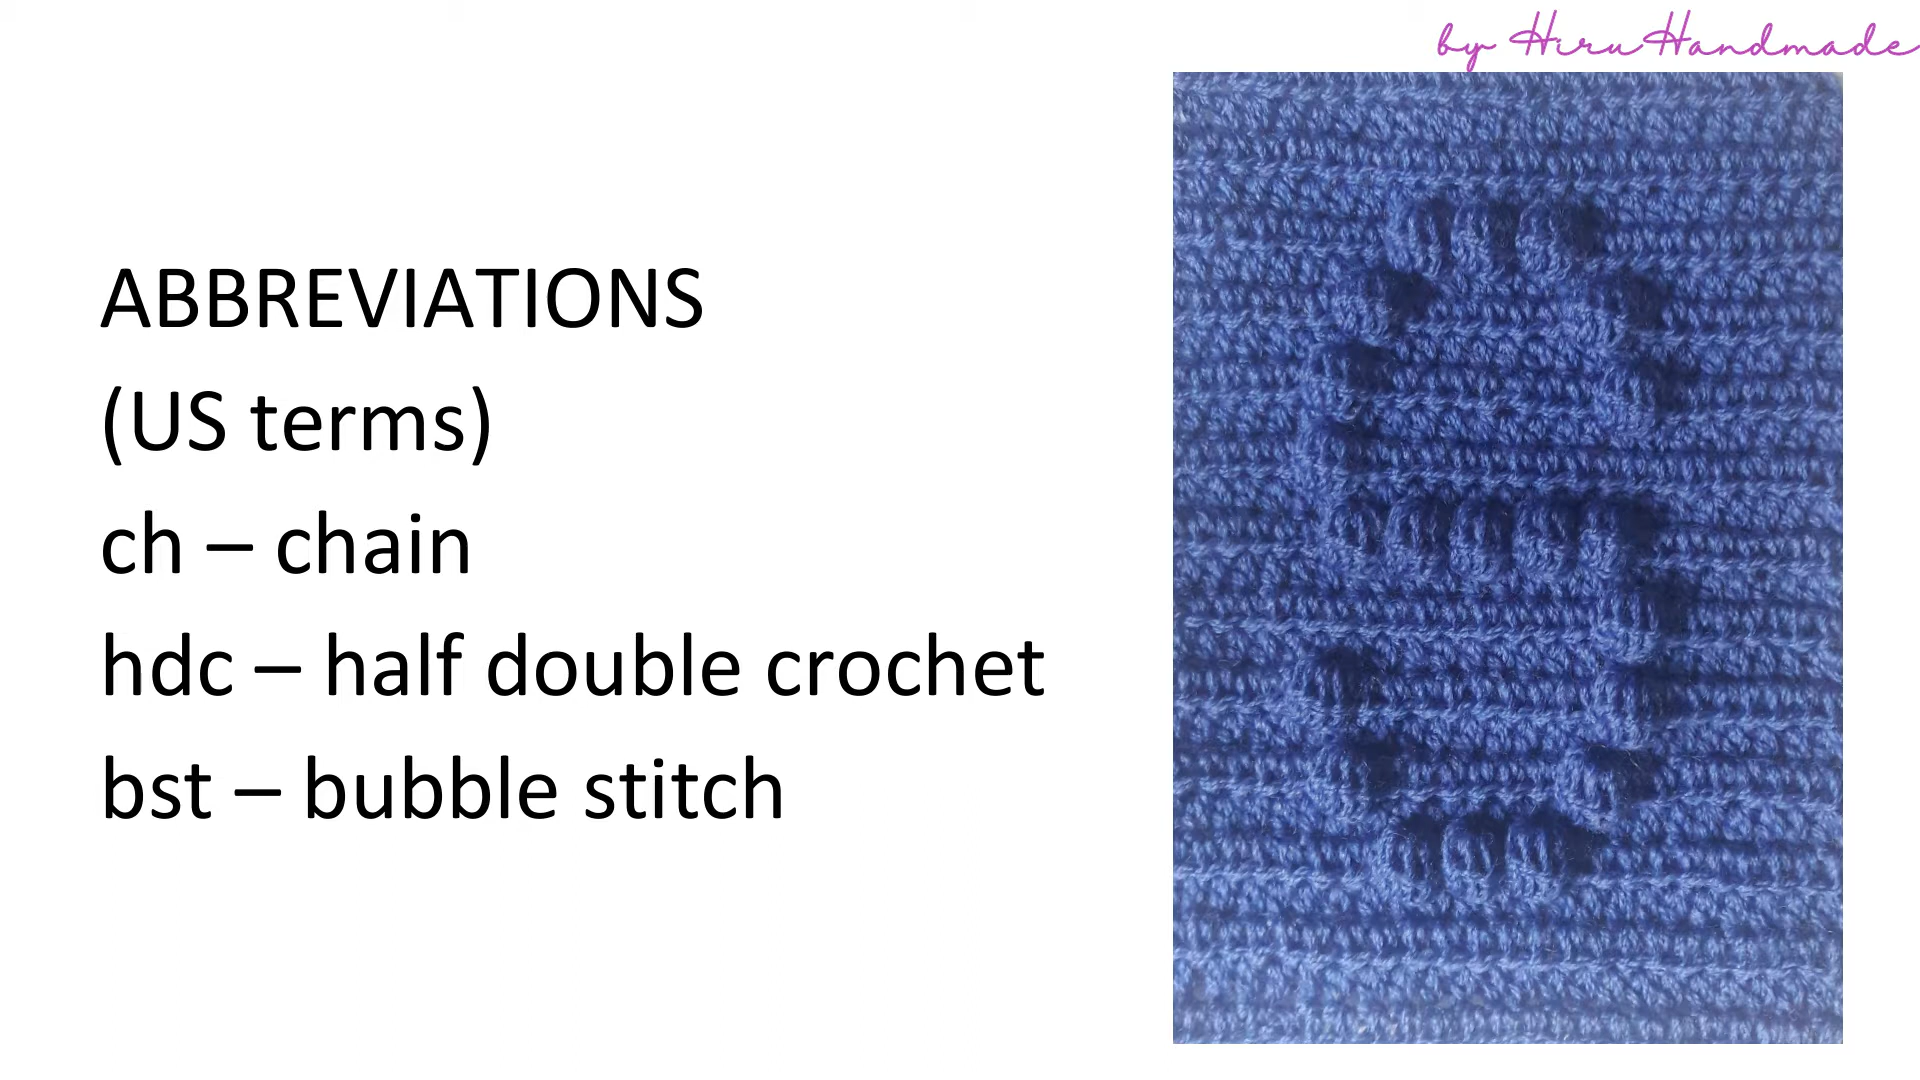 by HiruHandmade
ABBREVIATIONS
(US terms)
ch – chain
hdc – half double crochet
bst – bubble stitch
S